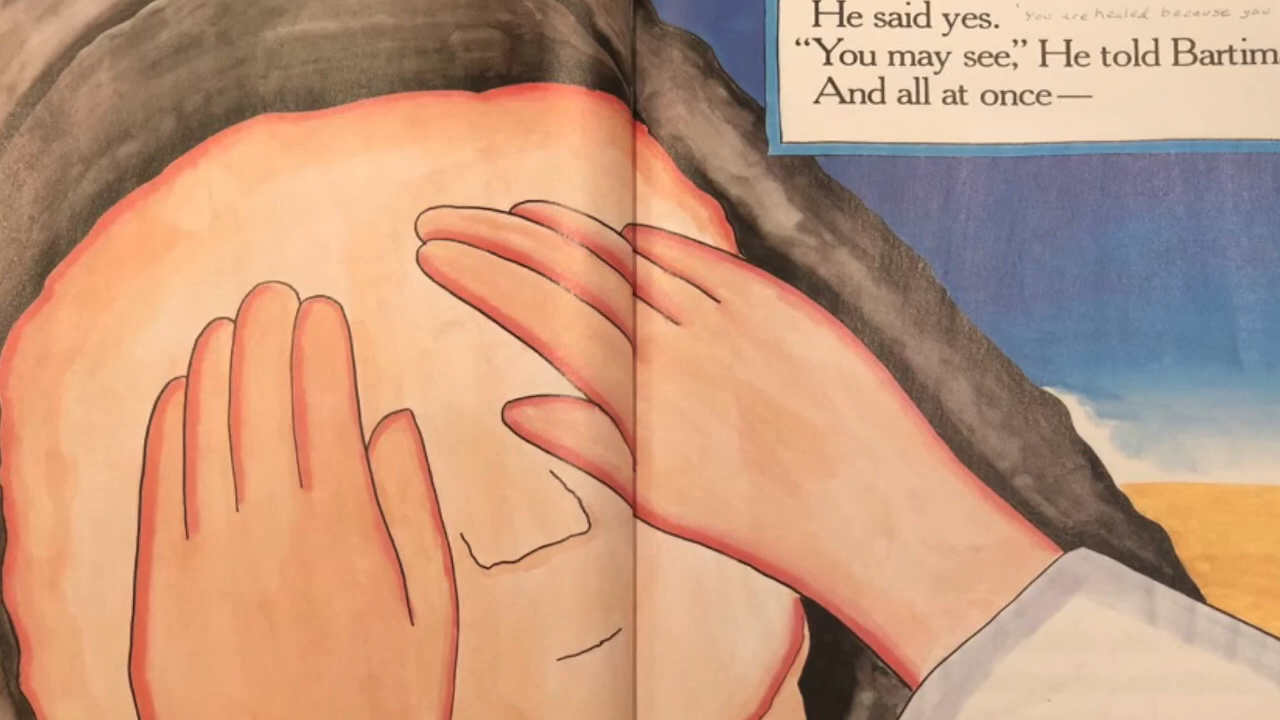 He said yes. 'You are healed because you
“You may see,” He told Bartim
And all at once—